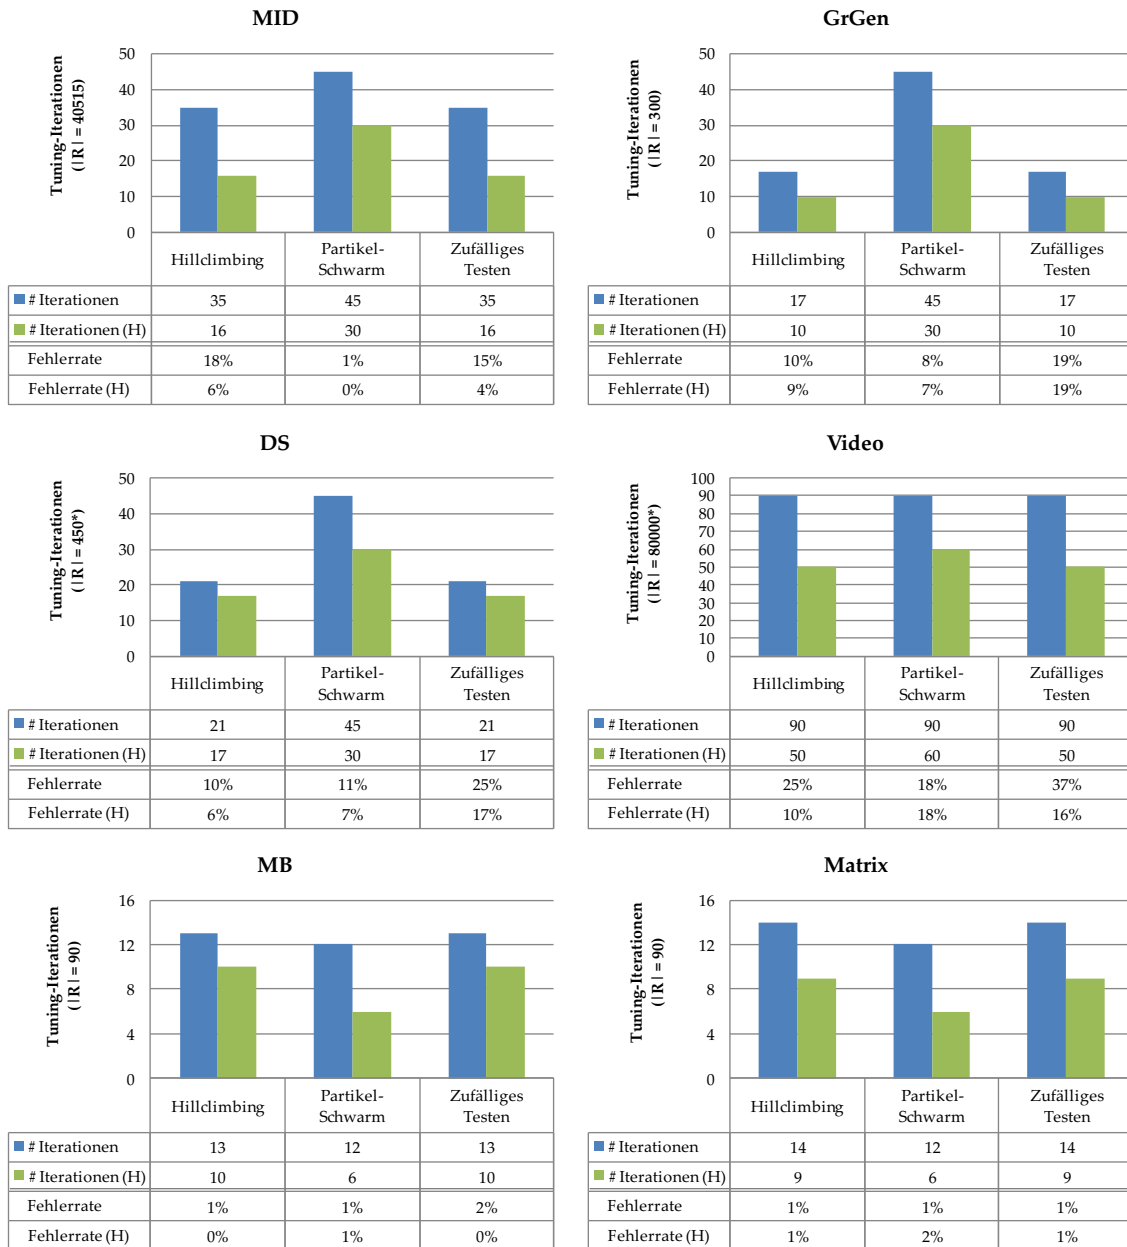 MID
Tuning-Iterationen
(|R| = 40515)
50
40
30
20
10
0
Hillclimbing
Partikel-
Schwarm
Zufälliges
Testen
# Iterationen 35 45 35
# Iterationen (H) 16 30 16
Fehlerrate 18% 1% 15%
Fehlerrate (H) 6% 0% 4%
GrGen
Tuning-Iterationen
(|R| = 300)
50
40
30
20
10
0
Hillclimbing
Partikel-
Schwarm
Zufälliges
Testen
# Iterationen 17 45 17
# Iterationen (H) 10 30 10
Fehlerrate 10% 8% 19%
Fehlerrate (H) 9% 7% 19%
DS
Tuning-Iterationen
(|R| = 450*)
50
40
30
20
10
0
Hillclimbing
Partikel-
Schwarm
Zufälliges
Testen
# Iterationen 21 45 21
# Iterationen (H) 17 30 17
Fehlerrate 10% 11% 25%
Fehlerrate (H) 6% 7% 17%
Video
Tuning-Iterationen
(|R| = 80000*)
100
90
80
70
60
50
40
30
20
10
0
Hillclimbing
Partikel-
Schwarm
Zufälliges
Testen
# Iterationen 90 90 90
# Iterationen (H) 50 60 50
Fehlerrate 25% 18% 37%
Fehlerrate (H) 10% 18% 16%
MB
Tuning-Iterationen
(|R| = 90)
16
12
8
4
0
Hillclimbing
Partikel-
Schwarm
Zufälliges
Testen
# Iterationen 13 12 13
# Iterationen (H) 10 6 10
Fehlerrate 1% 1% 2%
Fehlerrate (H) 0% 1% 0%
Matrix
Tuning-Iterationen
(|R| = 90)
16
12
8
4
0
Hillclimbing
Partikel-
Schwarm
Zufälliges
Testen
# Iterationen 14 12 14
# Iterationen (H) 9 6 9
Fehlerrate 1% 1% 1%
Fehlerrate (H) 1% 2% 1%